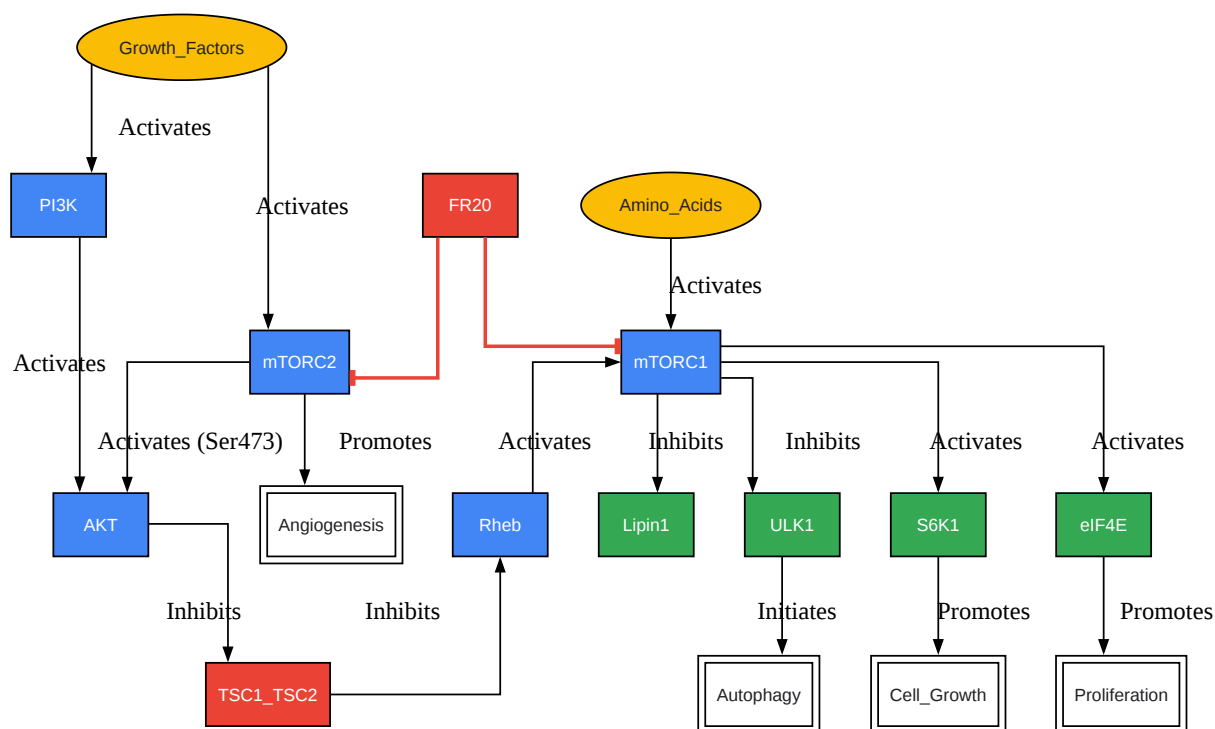 Growth_Factors
Activates
PI3K
Activates
FR20
Amino_Acids
Activates
mTORC2
mTORC1
Activates
Activates (Ser473)
Promotes
Activates
Inhibits
Inhibits
Activates
Activates
AKT
Angiogenesis
Rheb
Lipin1
ULK1
S6K1
eIF4E
Inhibits
Inhibits
Initiates
Promotes
Promotes
TSC1_TSC2
Autophagy
Cell_Growth
Proliferation